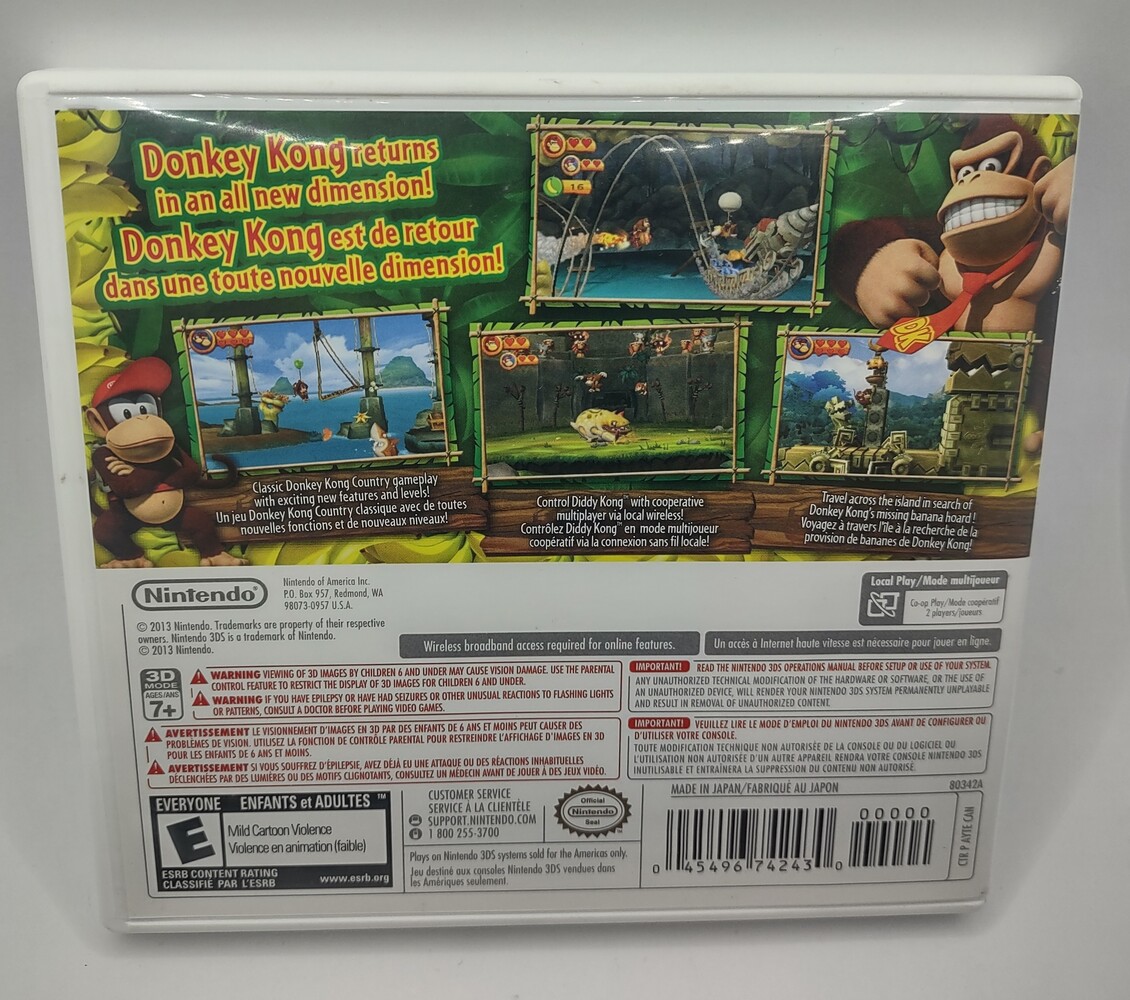 Donkey Kong returns
in an all new dimension!
Donkey Kong est de retour
dans une toute nouvelle dimension!
16
DK
Classic Donkey Kong Country gameplay
with exciting new features and levels!
Un jeu Donkey Kong Country classique avec de toutes
nouvelles fonctions et de nouveaux niveaux!
Control Diddy Kong™ with cooperative
multiplayer via local wireless!
Contrôlez Diddy Kong™ en mode multijoueur
coopératif via la connexion sans fil locale!
Travel across the island in search of
Donkey Kong's missing banana hoard!
Voyagez à travers l'île à la recherche de la
provision de bananes de Donkey Kong!
Nintendo®
Nintendo of America Inc.
P.O. Box 957, Redmond, WA
98073-0957 U.S.A.
© 2013 Nintendo. Trademarks are property of their respective
owners. Nintendo 3DS is a trademark of Nintendo.
© 2013 Nintendo.
Local Play/Mode multijoueur
Co-op Play/Mode coopératif
2 players/joueurs
Wireless broadband access required for online features.
Un accès à Internet haute vitesse est nécessaire pour jouer en ligne.
3D
MODE
AGES/ANS
7+
WARNING VIEWING OF 3D IMAGES BY CHILDREN 6 AND UNDER MAY CAUSE VISION DAMAGE. USE THE PARENTAL
CONTROL FEATURE TO RESTRICT THE DISPLAY OF 3D IMAGES FOR CHILDREN 6 AND UNDER.
WARNING IF YOU HAVE EPILEPSY OR HAVE HAD SEIZURES OR OTHER UNUSUAL REACTIONS TO FLASHING LIGHTS
OR PATTERNS, CONSULT A DOCTOR BEFORE PLAYING VIDEO GAMES.
AVERTISSEMENT LE VISIONNEMENT D'IMAGES EN 3D PAR DES ENFANTS DE 6 ANS ET MOINS PEUT CAUSER DES
PROBLÈMES DE VISION. UTILISEZ LA FONCTION DE CONTRÔLE PARENTAL POUR RESTREINDRE L'AFFICHAGE D'IMAGES EN 3D
POUR LES ENFANTS DE 6 ANS ET MOINS.
AVERTISSEMENT SI VOUS SOUFFREZ D'ÉPILEPSIE, AVEZ DÉJÀ EU UNE ATTAQUE OU DES RÉACTIONS INHABITUELLES
DÉCLENCHÉES PAR DES LUMIÈRES OU DES MOTIFS CLIGNOTANTS, CONSULTEZ UN MÉDECIN AVANT DE JOUER À DES JEUX VIDÉO.
IMPORTANT! READ THE NINTENDO 3DS OPERATIONS MANUAL BEFORE SETUP OR USE OF YOUR SYSTEM.
ANY UNAUTHORIZED TECHNICAL MODIFICATION OF THE HARDWARE OR SOFTWARE, OR THE USE OF
AN UNAUTHORIZED DEVICE, WILL RENDER YOUR NINTENDO 3DS SYSTEM PERMANENTLY UNPLAYABLE
AND RESULT IN REMOVAL OF UNAUTHORIZED CONTENT.
IMPORTANT! VEUILLEZ LIRE LE MODE D'EMPLOI DU NINTENDO 3DS AVANT DE CONFIGURER OU
D'UTILISER VOTRE CONSOLE.
TOUTE MODIFICATION TECHNIQUE NON AUTORISÉE DE LA CONSOLE OU DU LOGICIEL OU
L'UTILISATION NON AUTORISÉE D'UN AUTRE APPAREIL RENDRA VOTRE CONSOLE NINTENDO 3DS
INUTILISABLE ET ENTRAÎNERA LA SUPPRESSION DU CONTENU NON AUTORISÉ.
EVERYONE ENFANTS et ADULTES ™
E
Mild Cartoon Violence
Violence en animation (faible)
ESRB CONTENT RATING
CLASSIFIÉ PAR L'ESRB
www.esrb.org
CUSTOMER SERVICE
SERVICE À LA CLIENTÈLE
SUPPORT.NINTENDO.COM
1 800 255-3700
Official
Nintendo
Seal
Plays on Nintendo 3DS systems sold for the Americas only.
Jeu destiné aux consoles Nintendo 3DS vendues dans
les Amériques seulement.
MADE IN JAPAN/FABRIQUÉ AU JAPON
80342A
0 45496 74243 0
00000
CTR P AYTE CAN